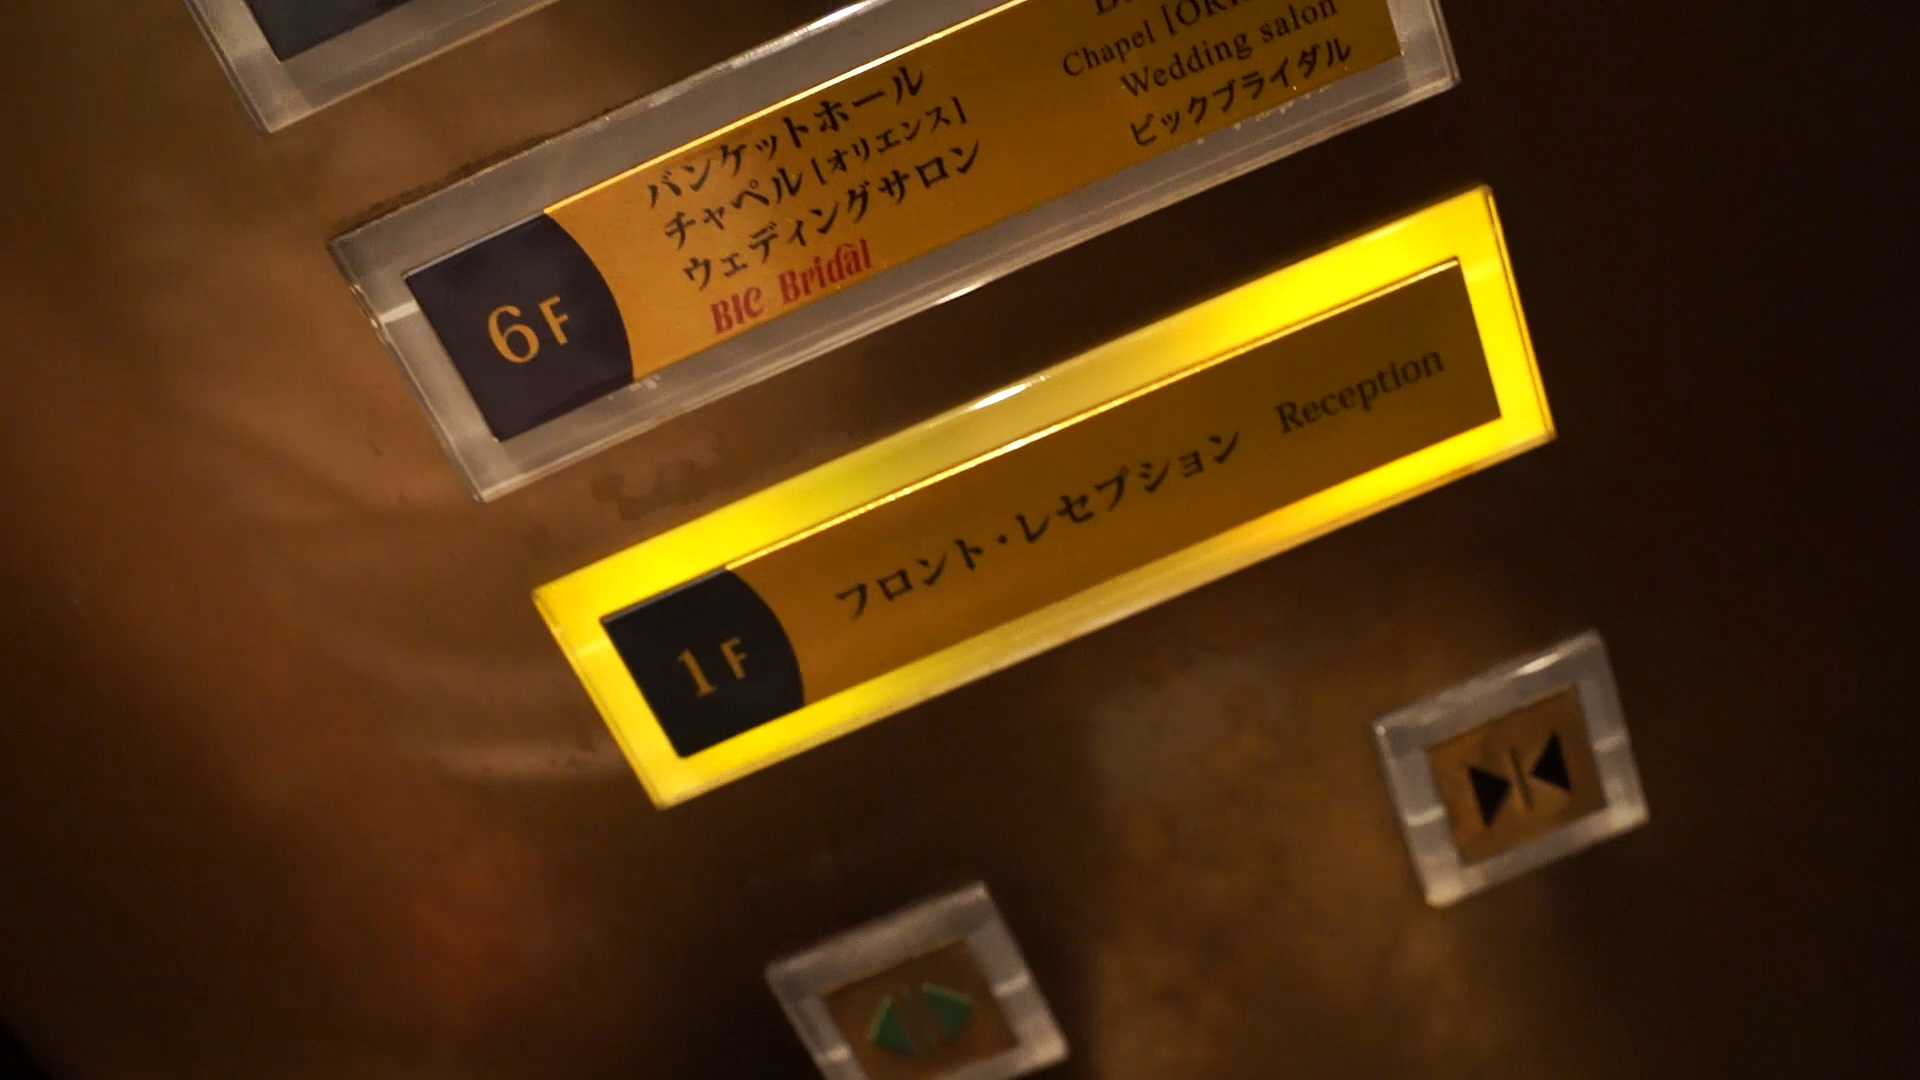 バンケットホール
チャペル[オリエンス]
ウェディングサロン
BIC Bridal
Chapel
Wedding salon
ビックブライダル
6F
フロント・レセプション Reception
1F